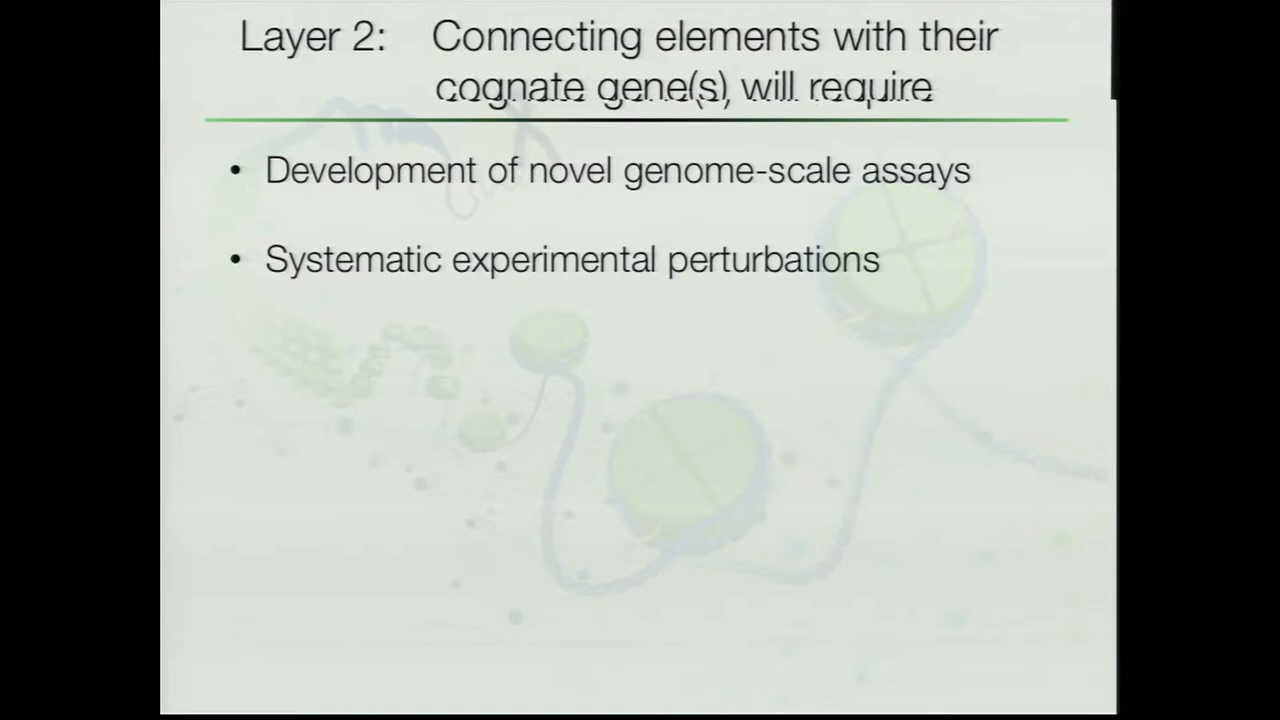 Layer 2: Connecting elements with their
cognate gene(s) will require
• Development of novel genome-scale assays
• Systematic experimental perturbations